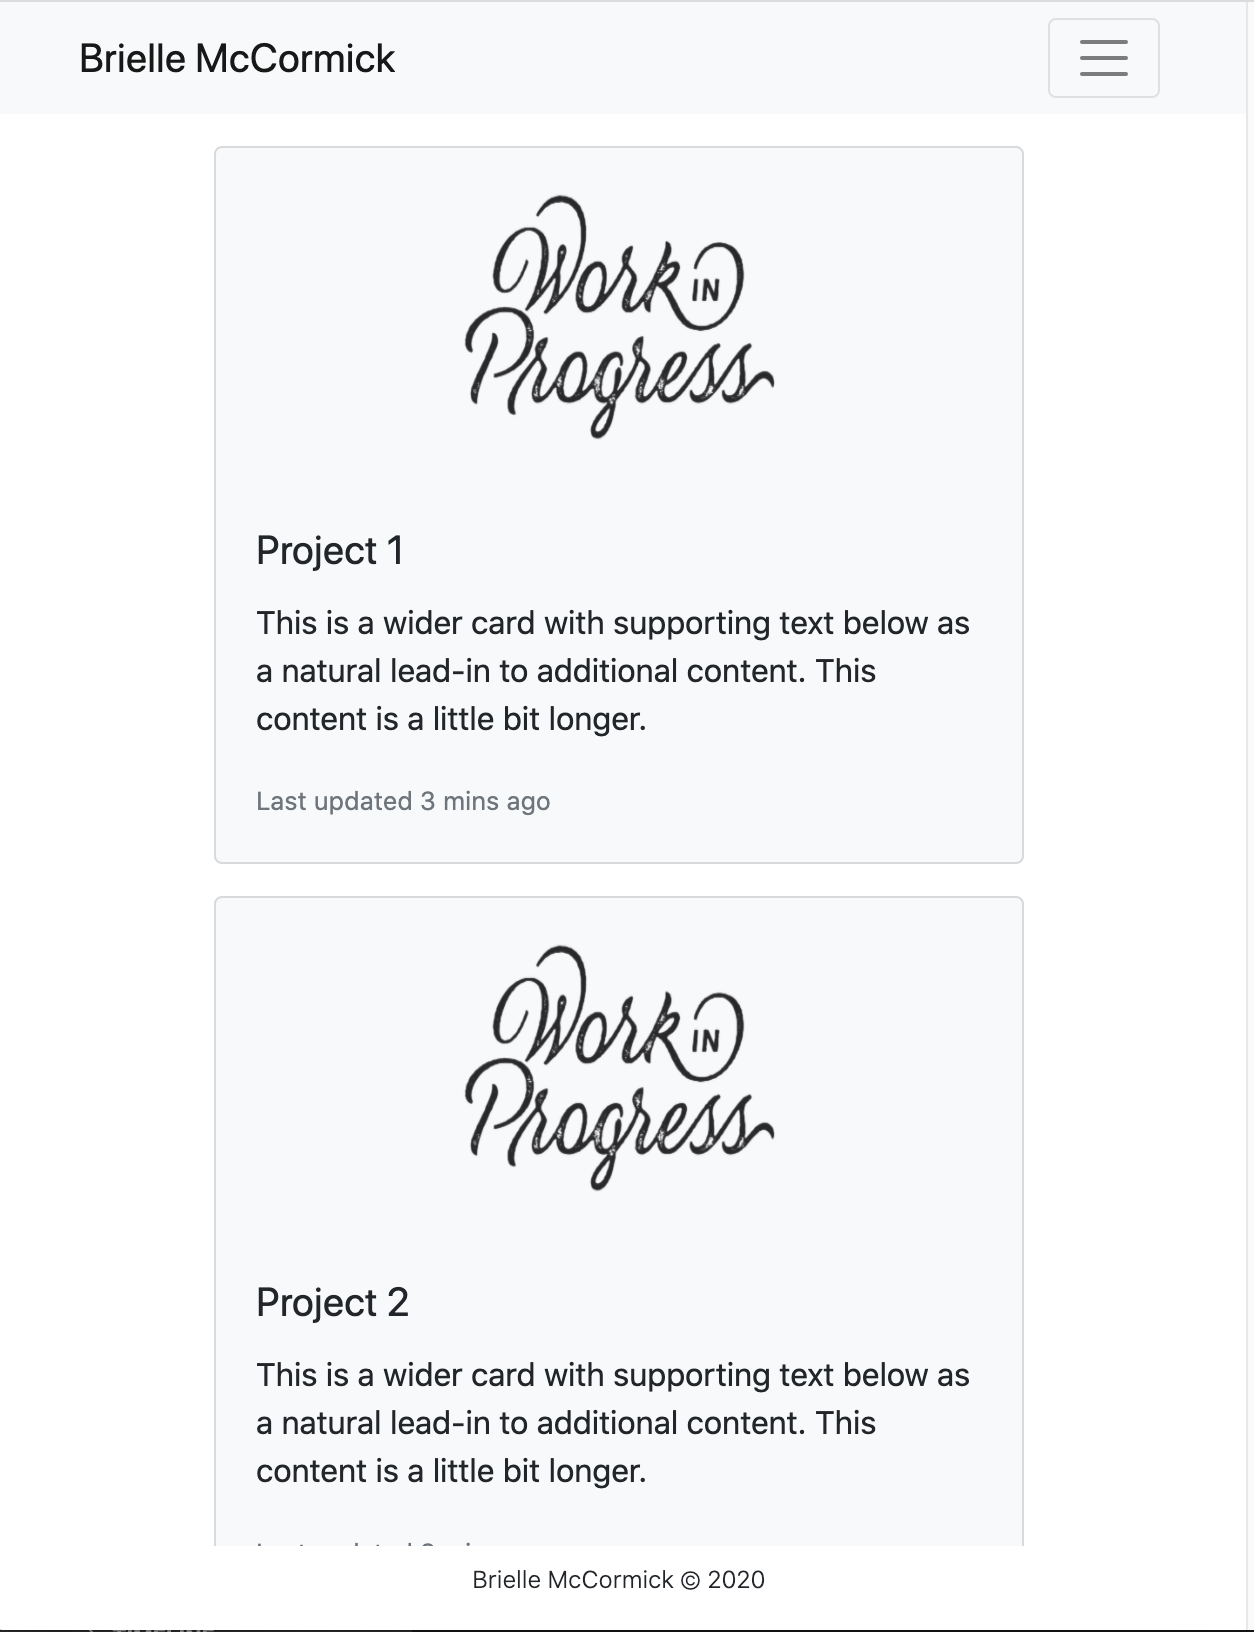 Brielle McCormick
Work IN
Progress
Project 1
This is a wider card with supporting text below as
a natural lead-in to additional content. This
content is a little bit longer.
Last updated 3 mins ago
Work IN
Progress
Project 2
This is a wider card with supporting text below as
a natural lead-in to additional content. This
content is a little bit longer.
Brielle McCormick © 2020